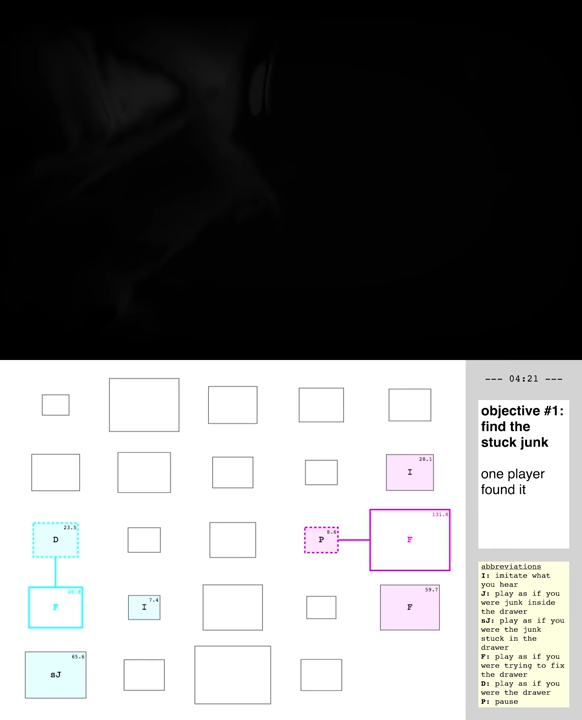 --- 04:21 ---
objective #1:
find the
stuck junk
one player
found it
28.1
I
23.5
D
8.6
P
131.8
F
F
7.4
I
59.7
F
65.6
sJ
abbreviations
I: imitate what
you hear
J: play as if you
were junk inside
the drawer
sJ: play as if
you were the junk
stuck in the
drawer
F: play as if you
were trying to fix
the drawer
D: play as if you
were the drawer
P: pause